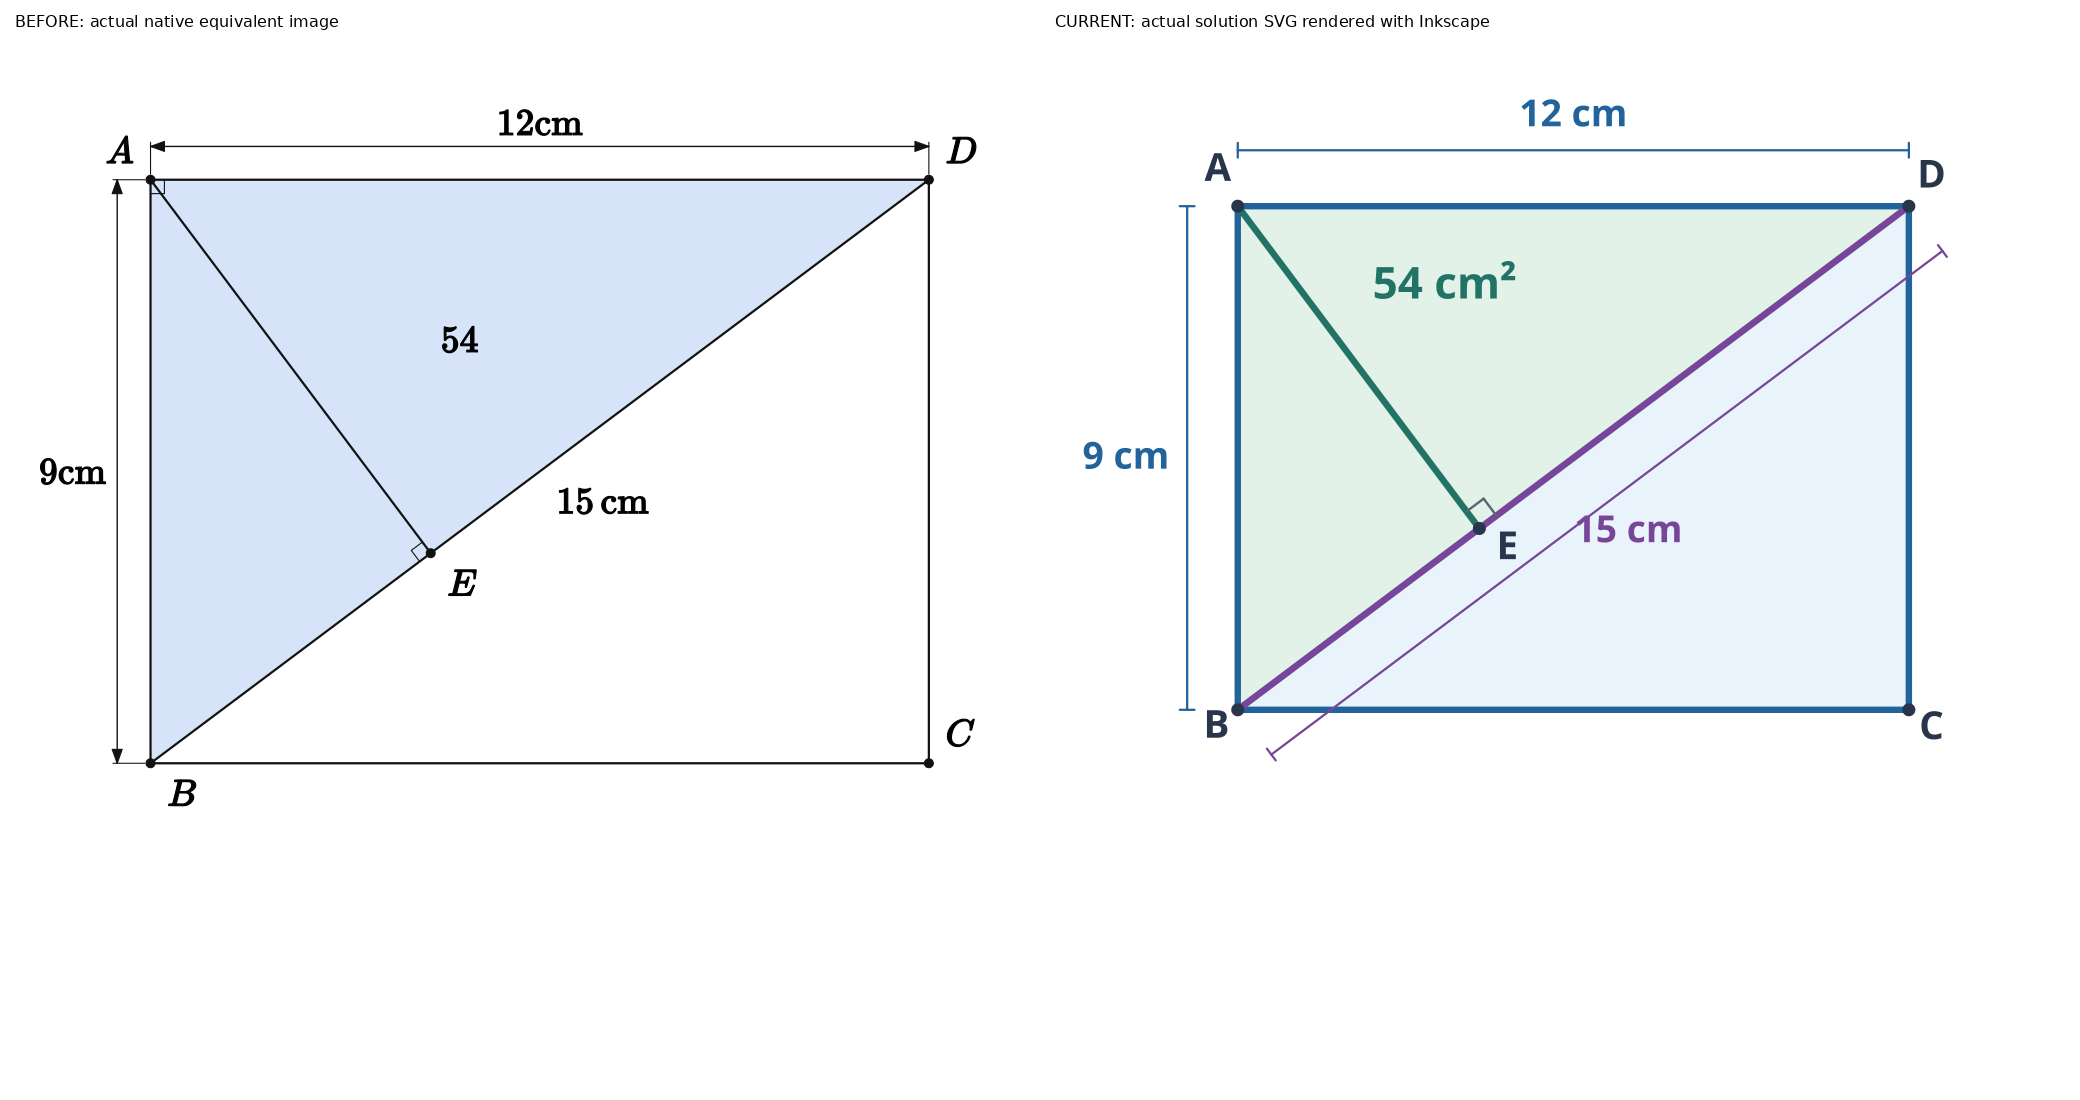 BEFORE: actual native equivalent image
12cm
A
D
54
9cm
15 cm
E
C
B
CURRENT: actual solution SVG rendered with Inkscape
12 cm
A
D
54 cm²
9 cm
15 cm
E
B
C